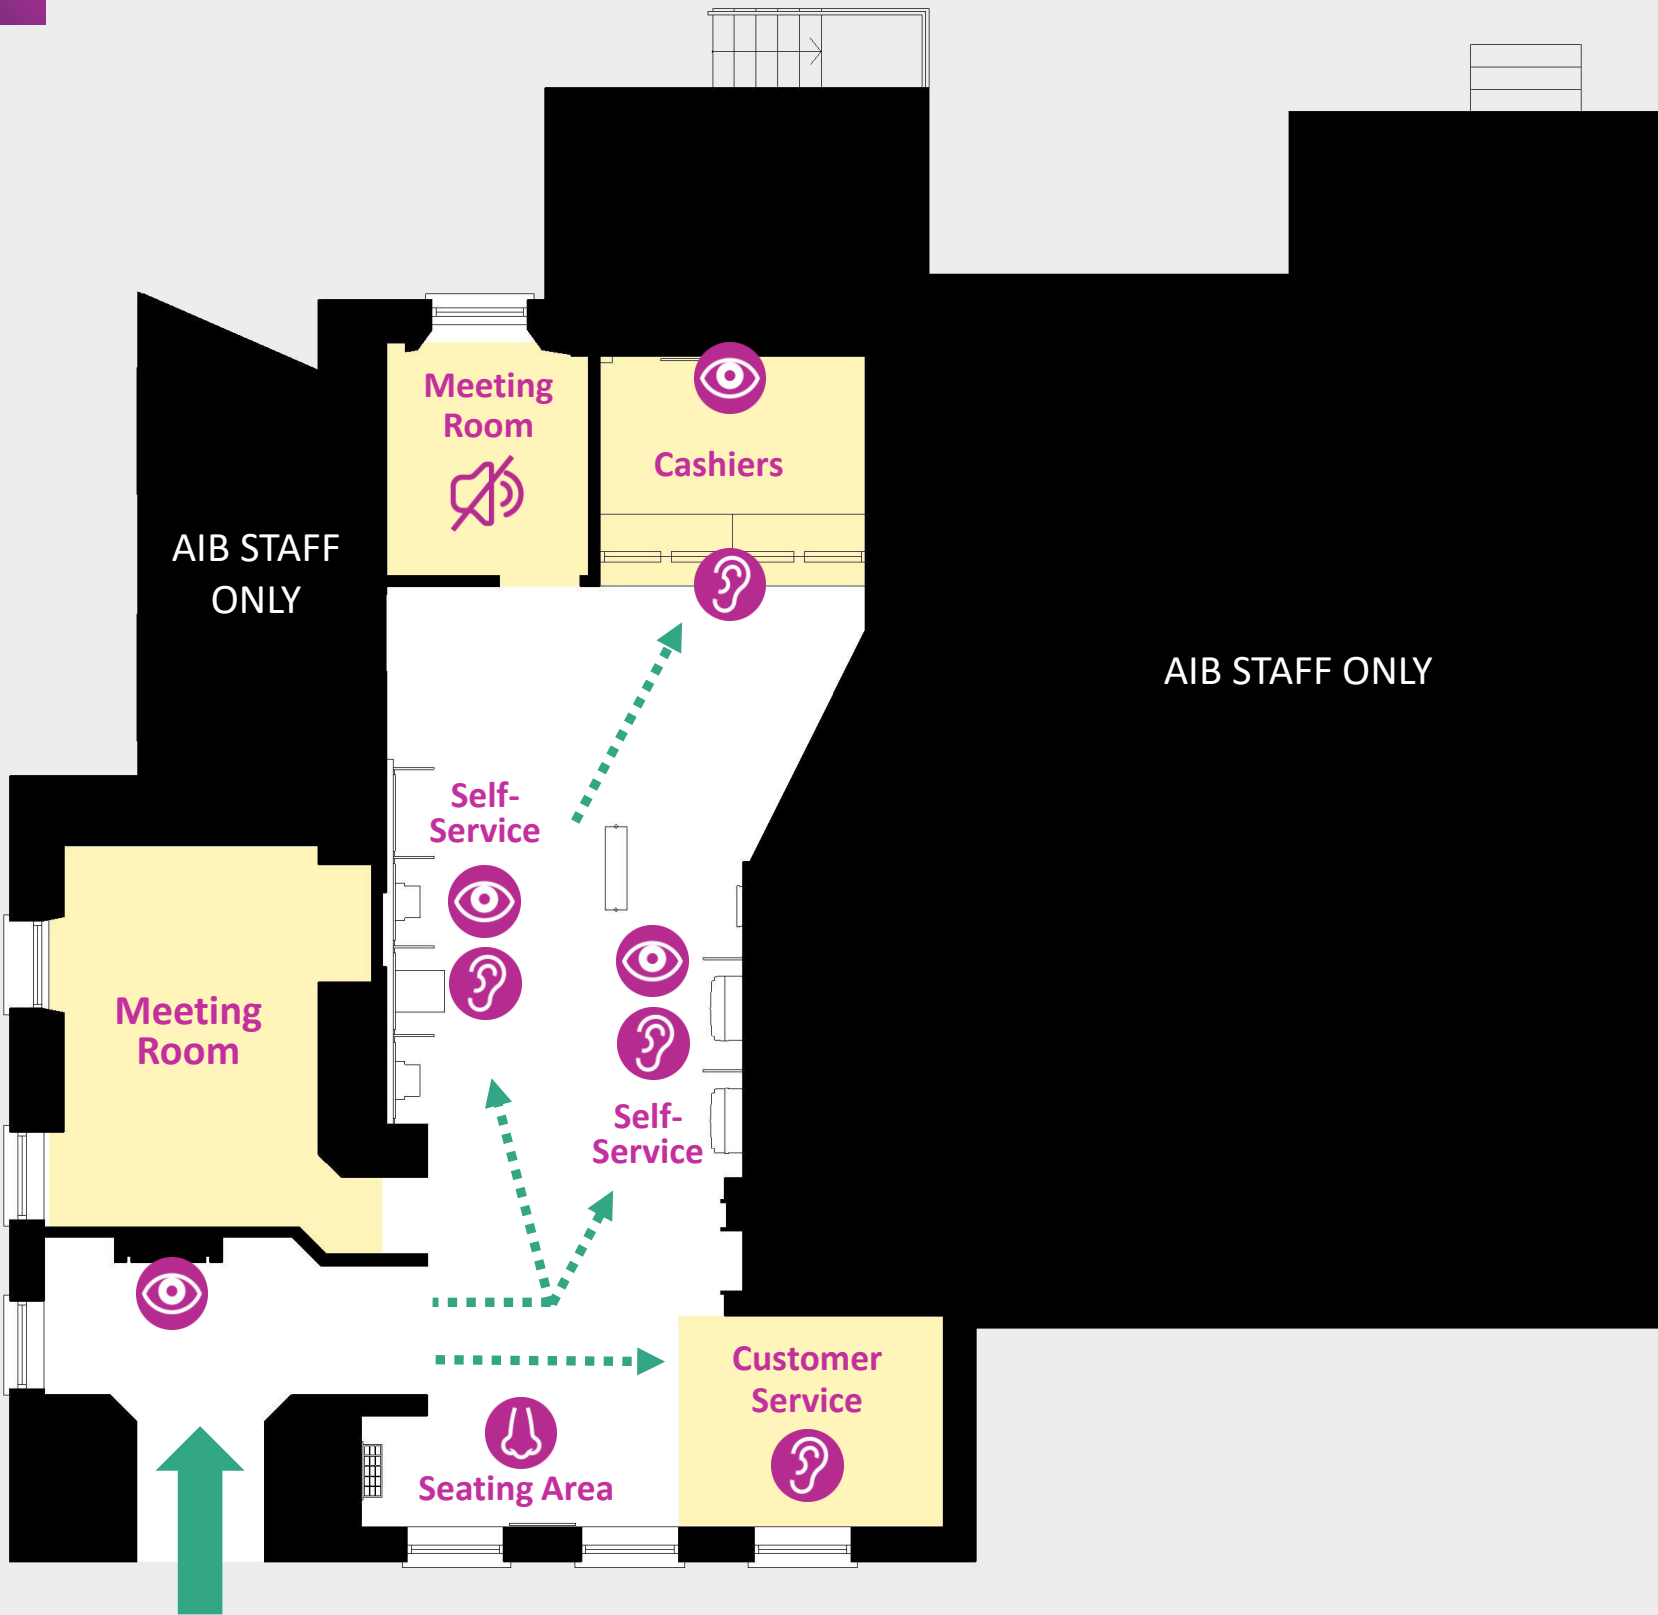 Meeting
Room
Cashiers
AIB STAFF
ONLY
AIB STAFF ONLY
Self-
Service
Meeting
Room
Self-
Service
Customer
Service
Seating Area